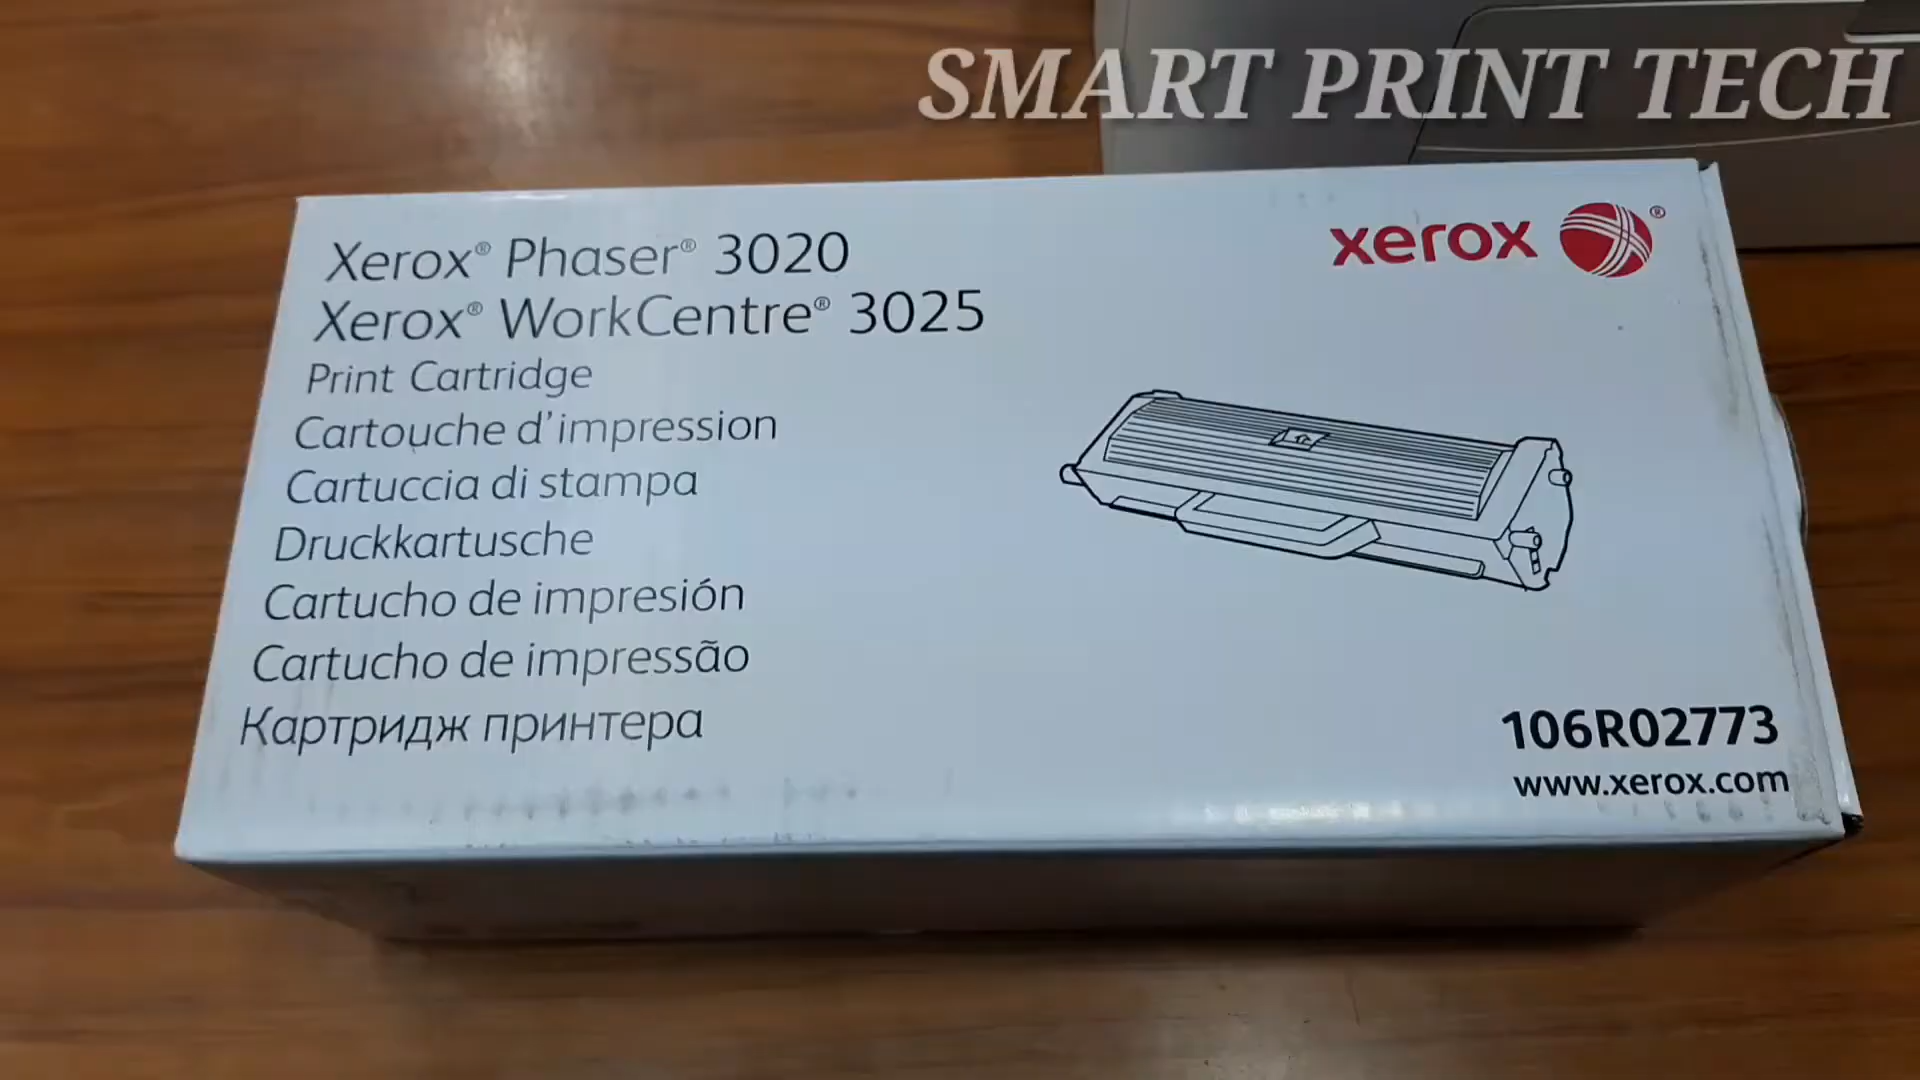 SMART PRINT TECH
Xerox® Phaser® 3020
Xerox® WorkCentre® 3025
Print Cartridge
Cartouche d'impression
Cartuccia di stampa
Druckkartusche
Cartucho de impresión
Cartucho de impressão
Картридж принтера
xerox ®
106R02773
www.xerox.com